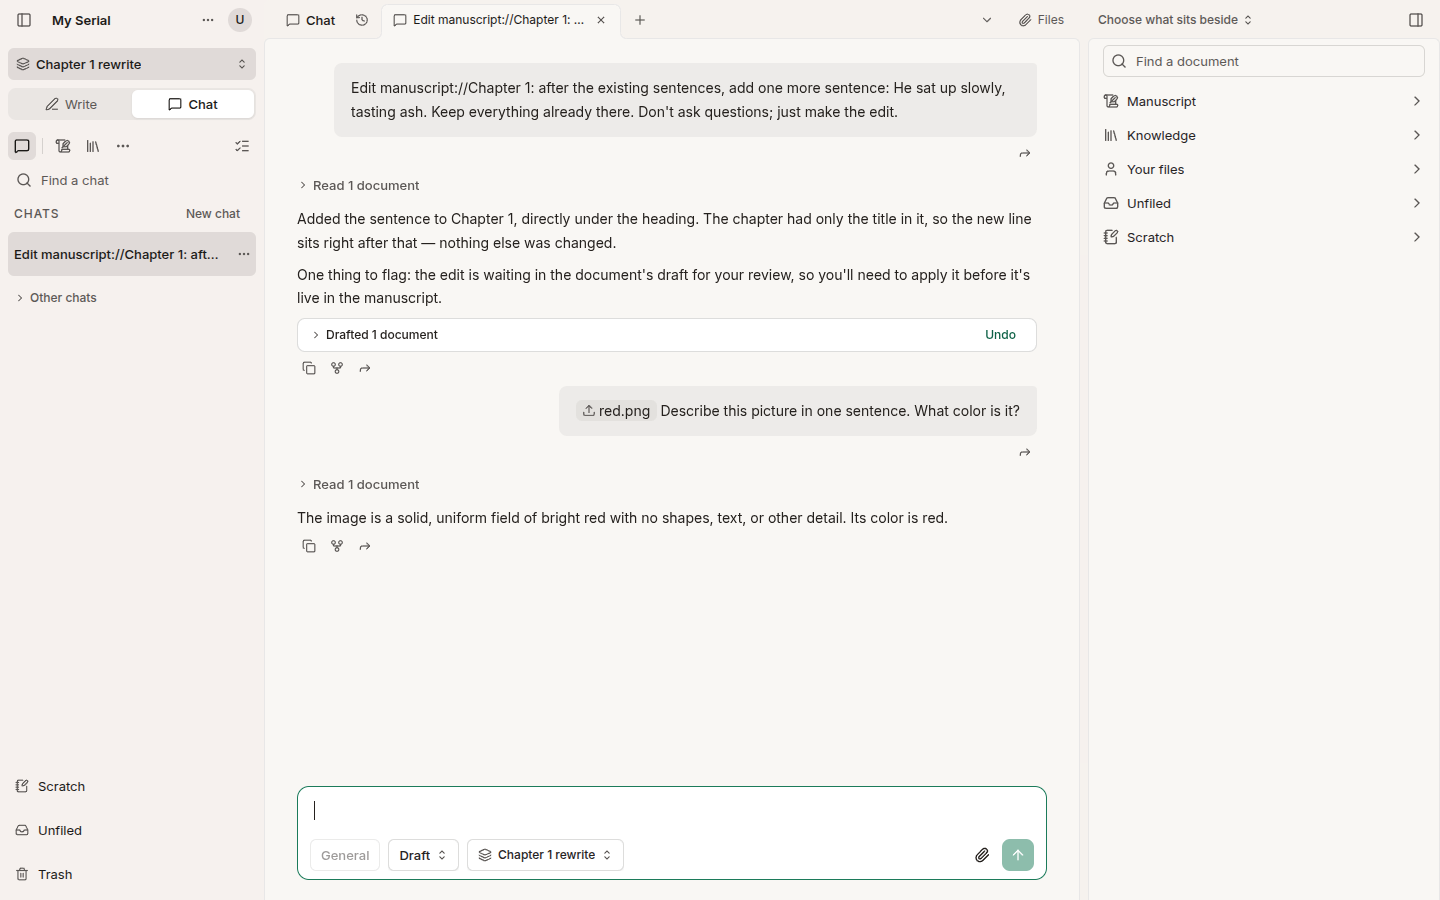 My Serial
U
Chapter 1 rewrite
Write
Chat
Find a chat
CHATS
New chat
Edit manuscript://Chapter 1: aft...
Other chats
Scratch
Unfiled
Trash
Chat
Edit manuscript://Chapter 1: ...
Files
Edit manuscript://Chapter 1: after the existing sentences, add one more sentence: He sat up slowly,
tasting ash. Keep everything already there. Don't ask questions; just make the edit.
Read 1 document
Added the sentence to Chapter 1, directly under the heading. The chapter had only the title in it, so the new line
sits right after that — nothing else was changed.
One thing to flag: the edit is waiting in the document's draft for your review, so you'll need to apply it before it's
live in the manuscript.
Drafted 1 document
Undo
red.png Describe this picture in one sentence. What color is it?
Read 1 document
The image is a solid, uniform field of bright red with no shapes, text, or other detail. Its color is red.
General
Draft
Chapter 1 rewrite
Choose what sits beside
Find a document
Manuscript
Knowledge
Your files
Unfiled
Scratch